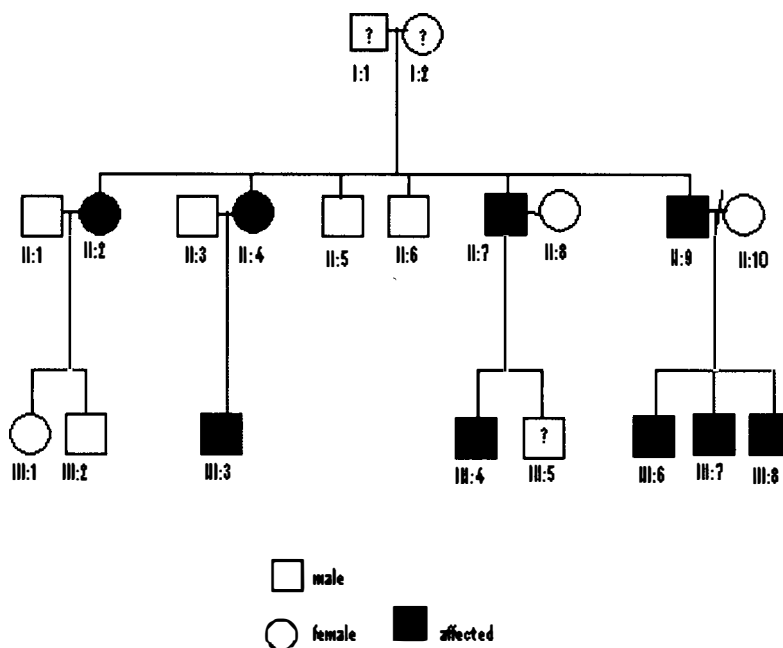 ? ?
I:1 I:2
II:1 II:2 II:3 II:4 II:5 II:6 II:7 II:8 II:9 II:10
?
III:1 III:2 III:3 III:4 III:5 III:6 III:7 III:8
male
female affected